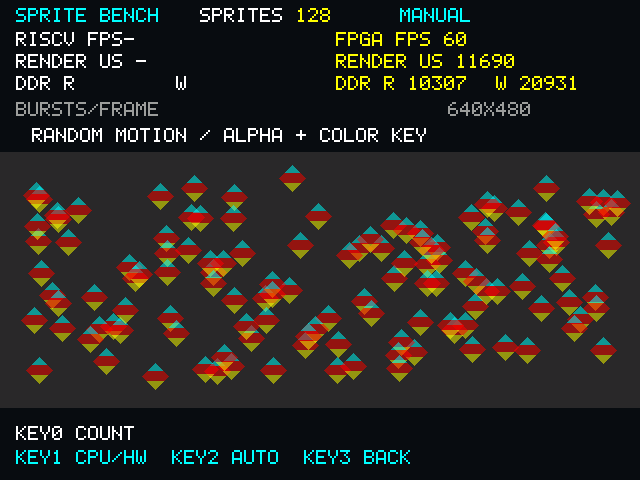 SPRITE BENCH SPRITES 128 MANUAL
RISCV FPS- FPGA FPS 60
RENDER US - RENDER US 11690
DDR R W DDR R 10307 W 20931
BURSTS/FRAME 640X480
RANDOM MOTION / ALPHA + COLOR KEY
KEY0 COUNT
KEY1 CPU/HW KEY2 AUTO KEY3 BACK